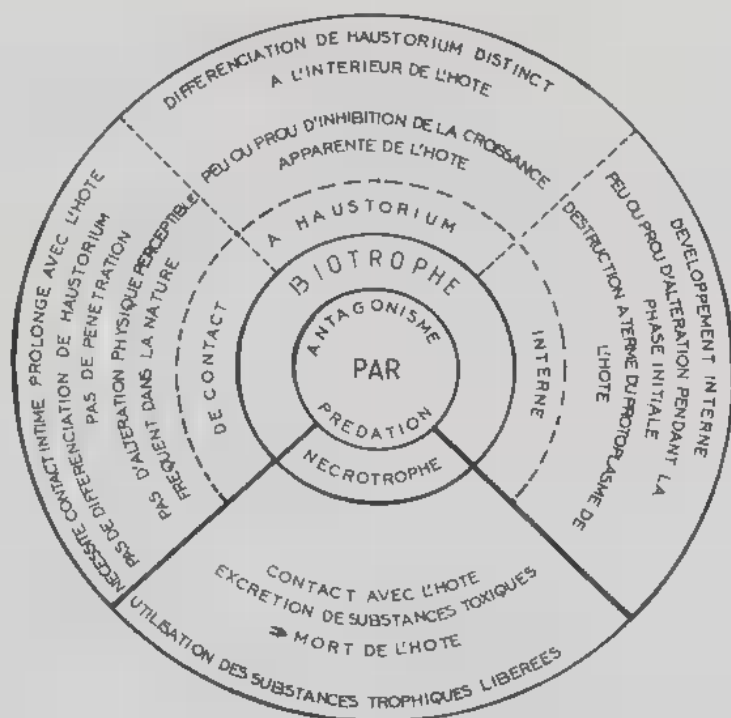 ANTAGONISME
PAR
PREDATION
BIOTROPHE
NECROTROPHE
A HAUSTORIUM
DIFFERENCIATION DE HAUSTORIUM DISTINCT
A L'INTERIEUR DE L'HOTE
PEU OU PROU D'INHIBITION DE LA CROISSANCE
APPARENTE DE L'HOTE
INTERNE
DEVELOPPEMENT INTERNE
PEU OU PROU D'ALTERATION PENDANT LA
PHASE INITIALE
DESTRUCTION A TERME DU PROTOPLASME DE
L'HOTE
DE CONTACT
NECESSITE CONTACT INTIME PROLONGE AVEC L'HOTE
PAS DE DIFFERENCIATION DE HAUSTORIUM
PAS DE PENETRATION
PAS D'ALTERATION PHYSIQUE PERCEPTIBLE
FREQUENT DANS LA NATURE
CONTACT AVEC L'HOTE
EXCRETION DE SUBSTANCES TOXIQUES
➔ MORT DE L'HOTE
UTILISATION DES SUBSTANCES TROPHIQUES LIBEREES